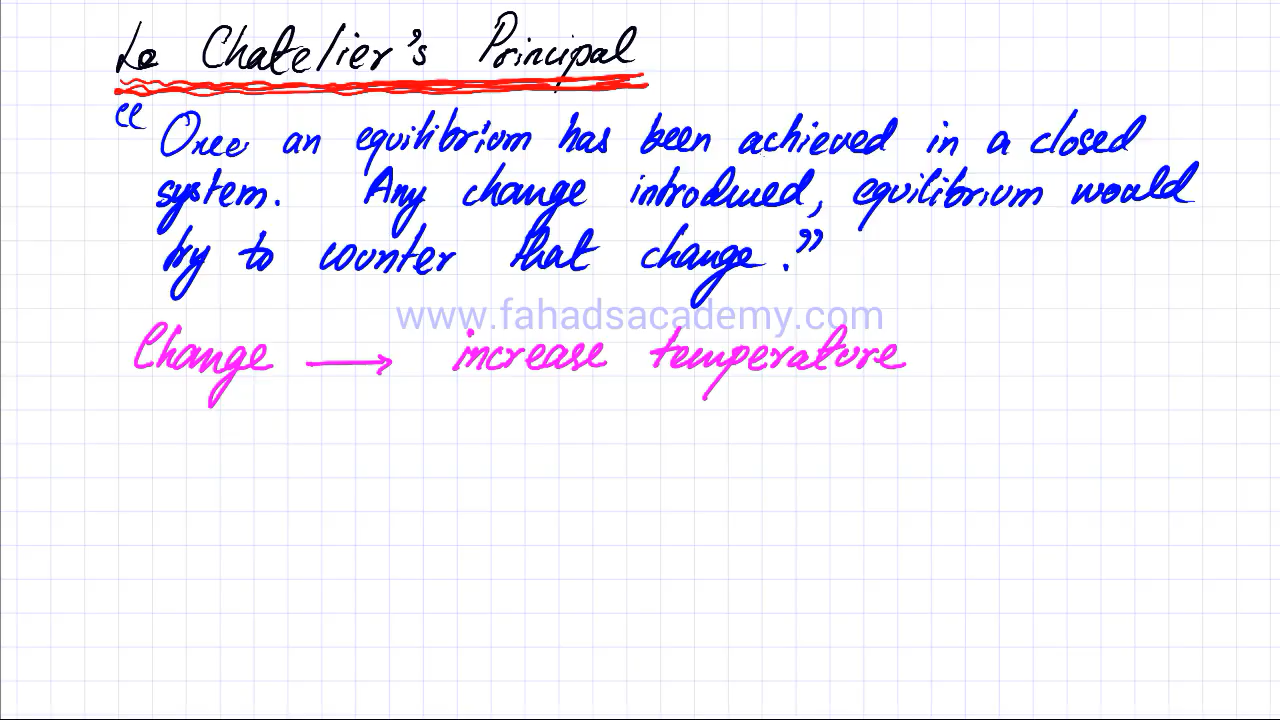 Le Chatelier's Principal
“ Once an equilibrium has been achieved in a closed
system. Any change introduced, equilibrium would
try to counter that change.”
www.fahadsacademy.com
Change → increase temperature